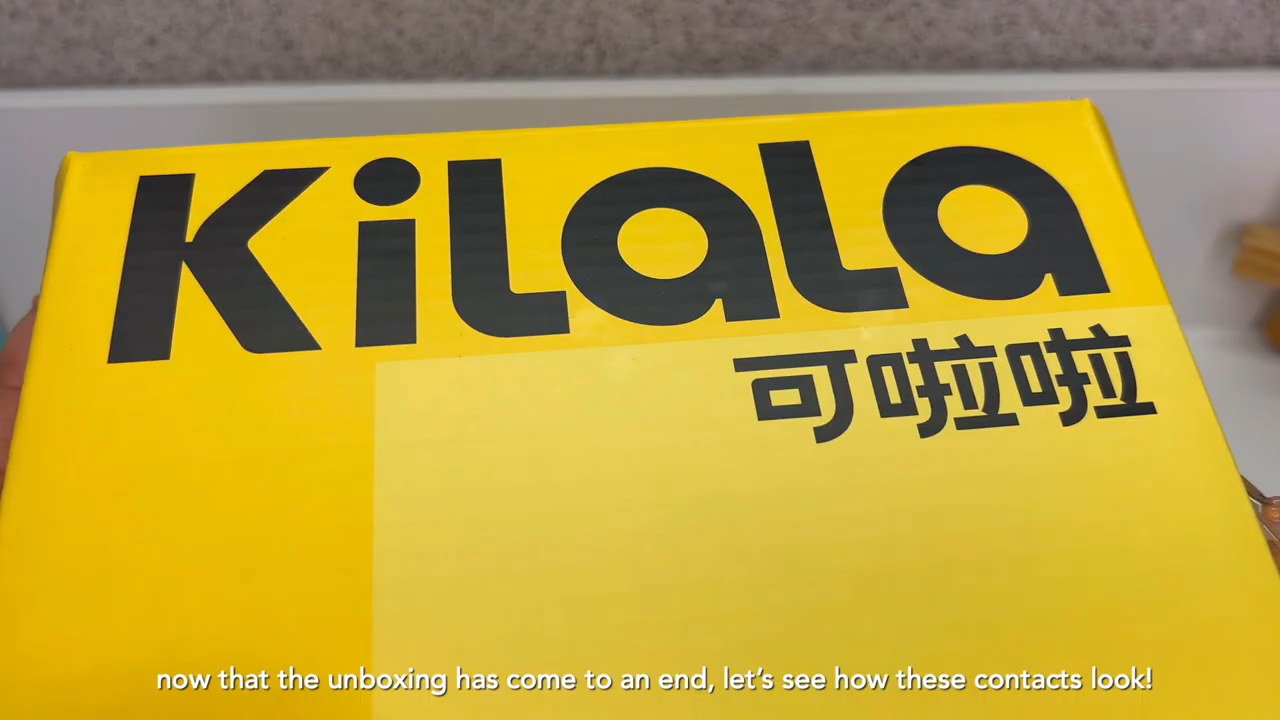 Kilala
可啦啦
now that the unboxing has come to an end, let's see how these contacts look!